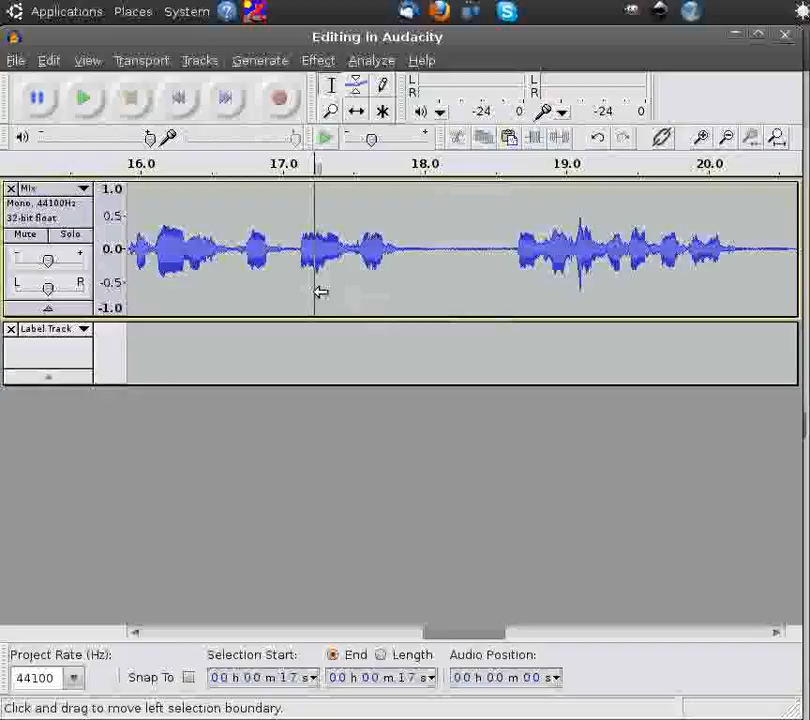 Applications Places System
Editing in Audacity
File Edit View Transport Tracks Generate Effect Analyze Help
L R -24 0 L R -24 0
16.0 17.0 18.0 19.0 20.0
Mix 1.0
Mono, 44100Hz
32-bit float 0.5
Mute Solo
- + 0.0
L R -0.5
-1.0
Label Track
Project Rate (Hz): Selection Start: End Length Audio Position:
44100 Snap To 00 h 00 m 17 s 00 h 00 m 17 s 00 h 00 m 00 s
Click and drag to move left selection boundary.